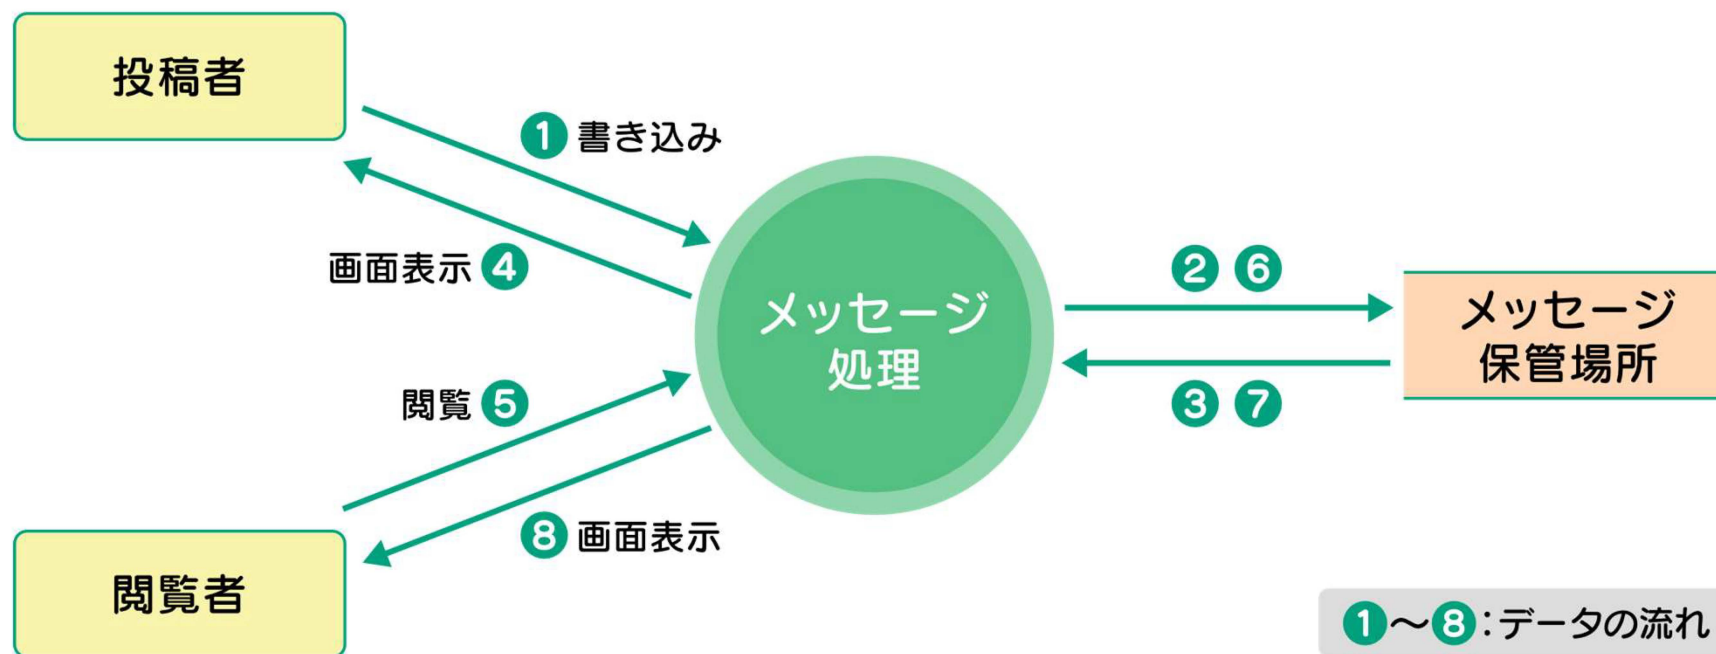 投稿者
❶書き込み
画面表示❹
メッセージ
処理
❷ ❻
❸ ❼
メッセージ
保管場所
閲覧❺
❽画面表示
閲覧者
❶～❽：データの流れ